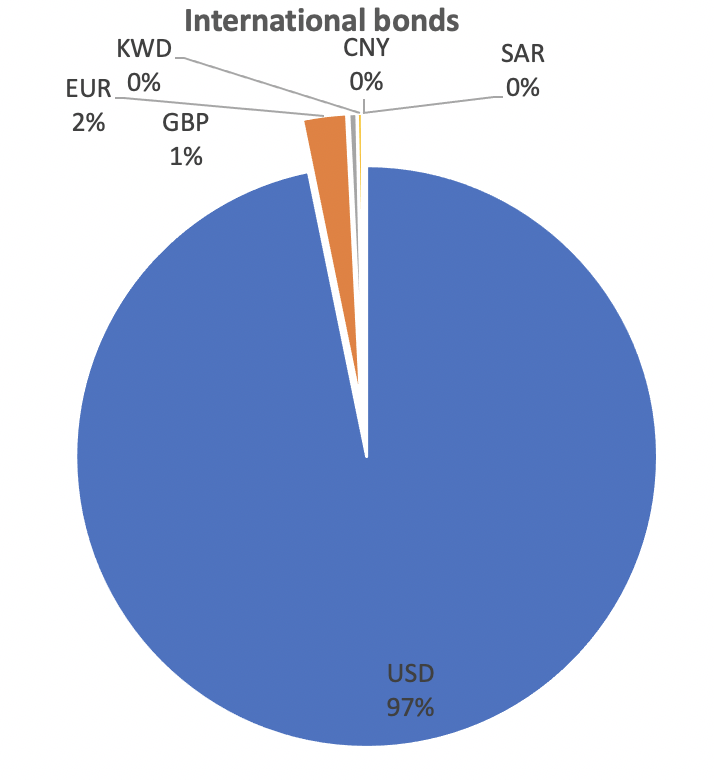 International bonds
KWD
0%
CNY
0%
SAR
0%
EUR
2%
GBP
1%
USD
97%